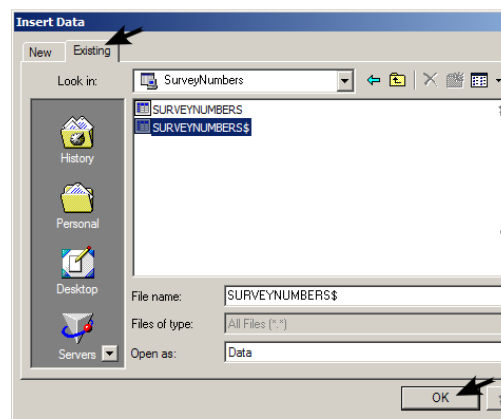 Insert Data
New Existing
Look in: SurveyNumbers
SURVEYNUMBERS
SURVEYNUMBERS$
History
Personal
Desktop
Servers
File name: SURVEYNUMBERS$
Files of type: All Files (*.*)
Open as: Data
OK